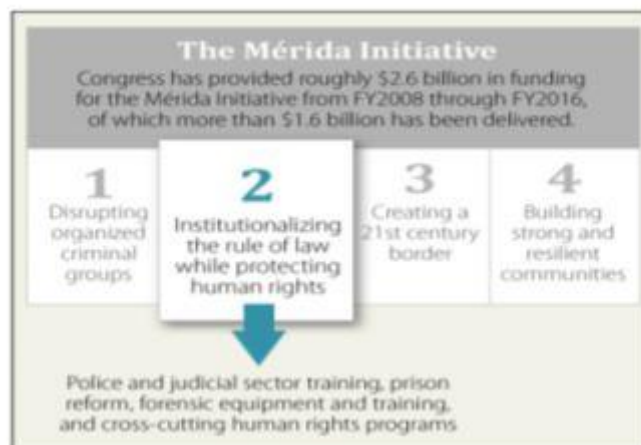 The Mérida Initiative
Congress has provided roughly $2.6 billion in funding
for the Mérida Initiative from FY2008 through FY2016,
of which more than $1.6 billion has been delivered.
1
Disrupting
organized
criminal
groups
2
Institutionalizing
the rule of law
while protecting
human rights
3
Creating a
21st century
border
4
Building
strong and
resilient
communities
Police and judicial sector training, prison
reform, forensic equipment and training,
and cross-cutting human rights programs